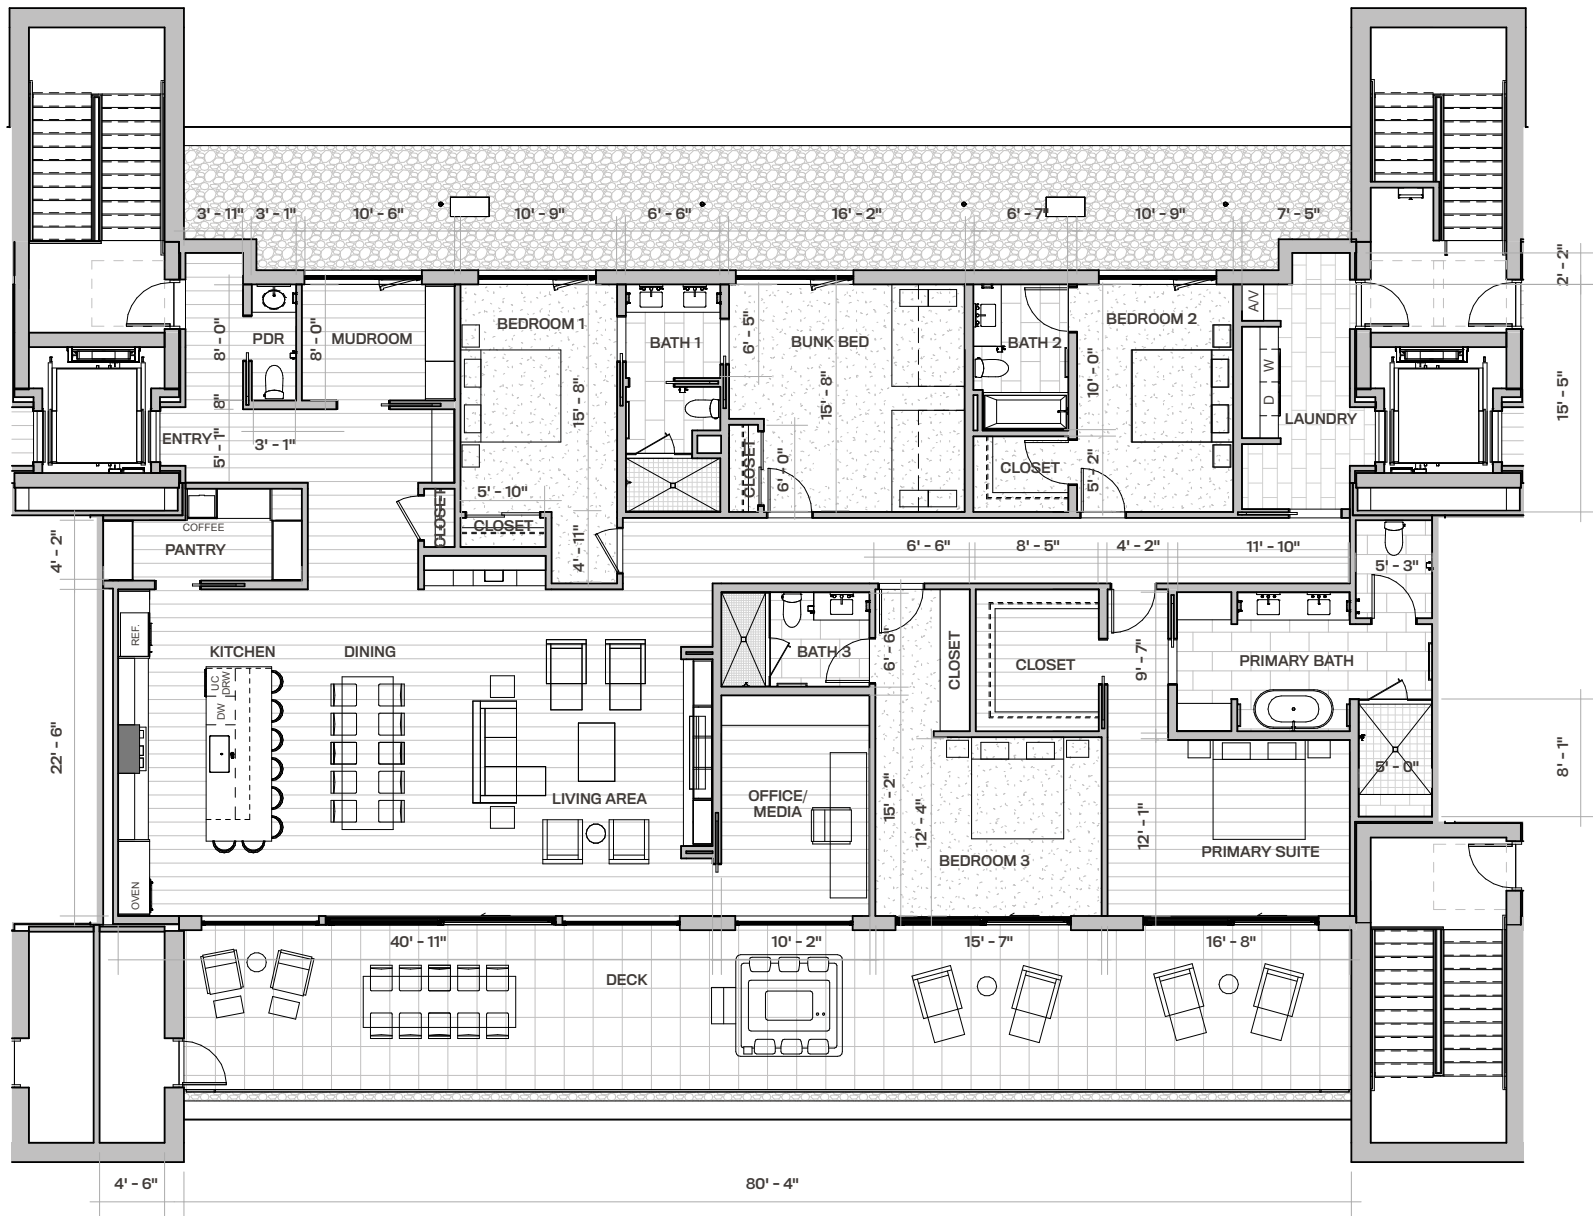 3' - 11" 3' - 1" 10' - 6" 10' - 9" 6' - 6" 16' - 2" 6' - 7" 10' - 9" 7' - 5"
2' - 2"
A/V
BEDROOM 1
BEDROOM 2
8' - 0"
PDR
8' - 0"
MUDROOM
BATH 1
6' - 5"
BUNK BED
BATH 2
10' - 0"
W
D
8"
15' - 8"
15' - 8"
15' - 5"
LAUNDRY
ENTRY
5' - 1"
3' - 1"
CLOSET
6' - 0"
CLOSET
5' - 2"
5' - 10"
CLOSET
CLOSET
COFFEE
PANTRY
4' - 2"
4' - 11"
6' - 6" 8' - 5" 4' - 2" 11' - 10"
5' - 3"
REF.
KITCHEN
DINING
BATH 3
6' - 6"
CLOSET
CLOSET
9' - 7"
PRIMARY BATH
U.C.
DRW
DW
22' - 6"
LIVING AREA
OFFICE/
MEDIA
15' - 2"
12' - 4"
12' - 1"
5' - 0"
8' - 1"
BEDROOM 3
PRIMARY SUITE
OVEN
40' - 11" 10' - 2" 15' - 7" 16' - 8"
DECK
4' - 6" 80' - 4"